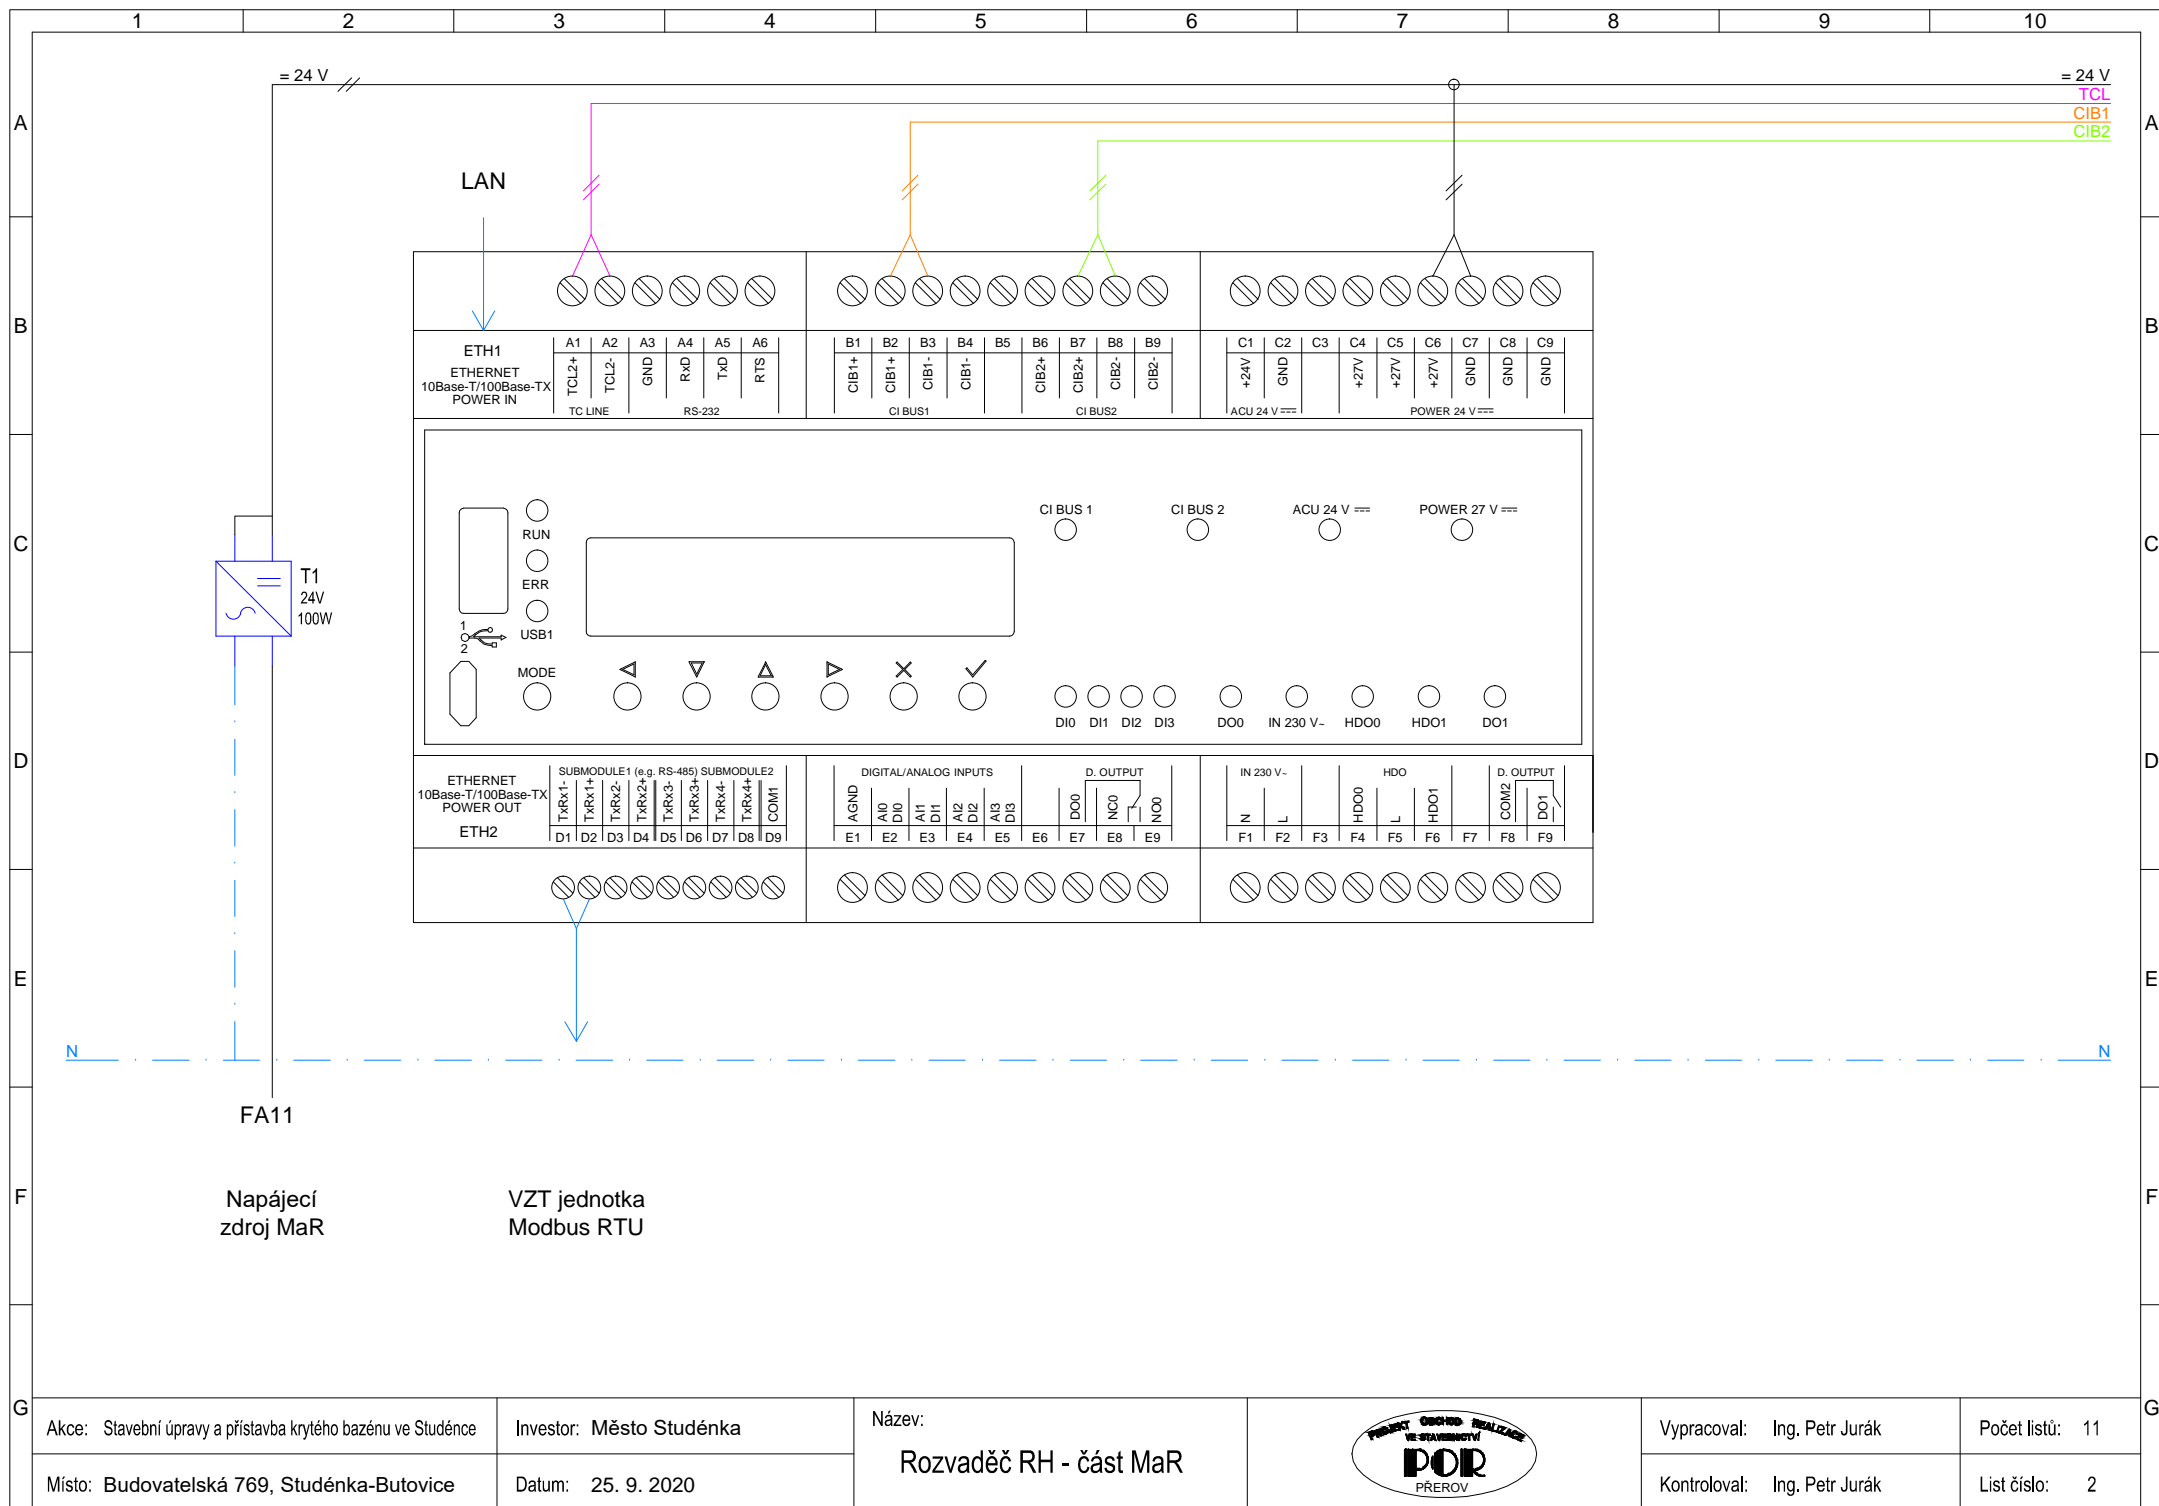 1 2 3 4 5 6 7 8 9 10
= 24 V = 24 V
TCL
A CIB1 A
CIB2
LAN
B B
ETH1
ETHERNET
10Base-T/100Base-TX
POWER IN
A1 A2 A3 A4 A5 A6
TCL2+ TCL2- GND RxD TxD RTS
TC LINE RS-232
B1 B2 B3 B4 B5 B6 B7 B8 B9
CIB1+ CIB1+ CIB1- CIB1- CIB2+ CIB2+ CIB2- CIB2-
CI BUS1 CI BUS2
C1 C2 C3 C4 C5 C6 C7 C8 C9
+24V GND +27V +27V +27V GND GND GND
ACU 24 V POWER 24 V
C C
RUN
ERR
USB1
1
2
MODE
CI BUS 1 CI BUS 2 ACU 24 V POWER 27 V
T1
24V
100W
DI0 DI1 DI2 DI3 DO0 IN 230 V~ HDO0 HDO1 DO1
D D
ETHERNET
10Base-T/100Base-TX
POWER OUT
ETH2
SUBMODULE1 (e.g. RS-485) SUBMODULE2
TxRx1- TxRx1+ TxRx2- TxRx2+ TxRx3- TxRx3+ TxRx4- TxRx4+ COM1
D1 D2 D3 D4 D5 D6 D7 D8 D9
DIGITAL/ANALOG INPUTS D. OUTPUT
AGND AI0 AI1 AI2 AI3 DO0 NC0 NO0
DI0 DI1 DI2 DI3
E1 E2 E3 E4 E5 E6 E7 E8 E9
IN 230 V~ HDO D. OUTPUT
N L HDO0 L HDO1 COM2 DO1
F1 F2 F3 F4 F5 F6 F7 F8 F9
E E
N N
FA11
F F
Napájecí
zdroj MaR
VZT jednotka
Modbus RTU
G G
Akce: Stavební úpravy a přístavba krytého bazénu ve Studénce
Místo: Budovatelská 769, Studénka-Butovice
Investor: Město Studénka
Datum: 25. 9. 2020
Název:
Rozvaděč RH - část MaR
PROJEKT OBCHOD REALIZACE
VE STAVEBNICTVÍ
POR
PŘEROV
Vypracoval: Ing. Petr Jurák
Kontroloval: Ing. Petr Jurák
Počet listů: 11
List číslo: 2